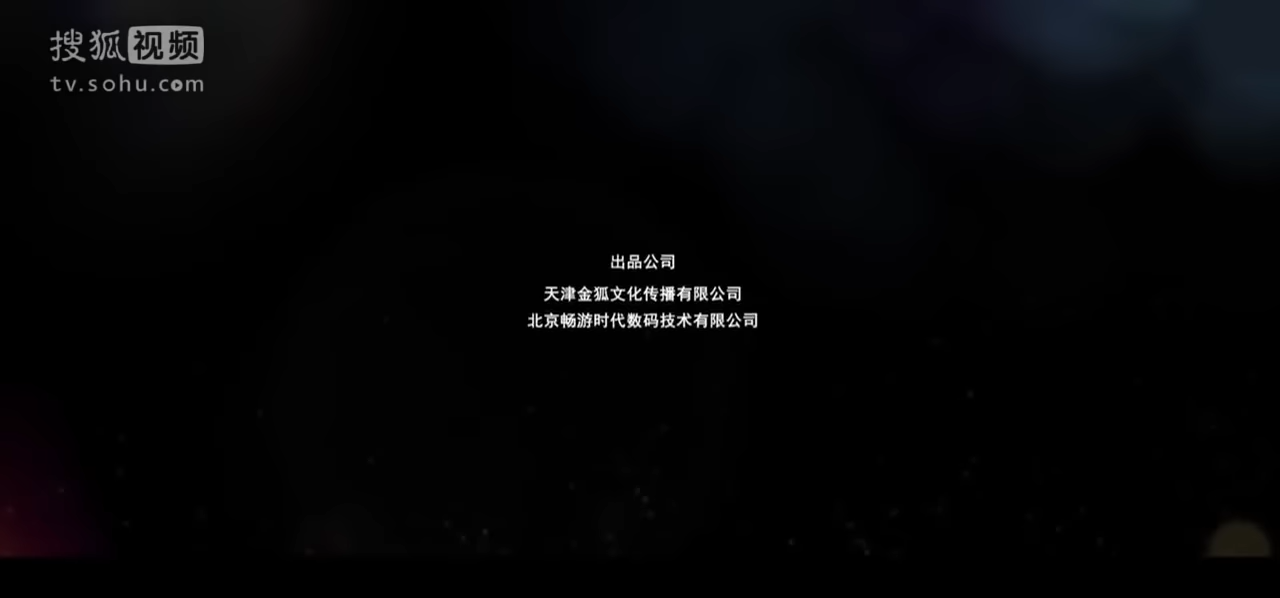 搜狐视频
tv.sohu.com
出品公司
天津金狐文化传播有限公司
北京畅游时代数码技术有限公司